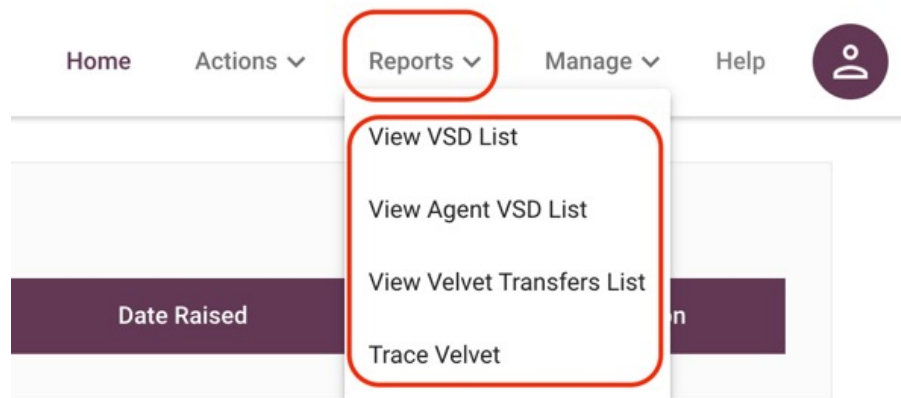 Home Actions Reports Manage Help
View VSD List
View Agent VSD List
View Velvet Transfers List
Date Raised
Trace Velvet